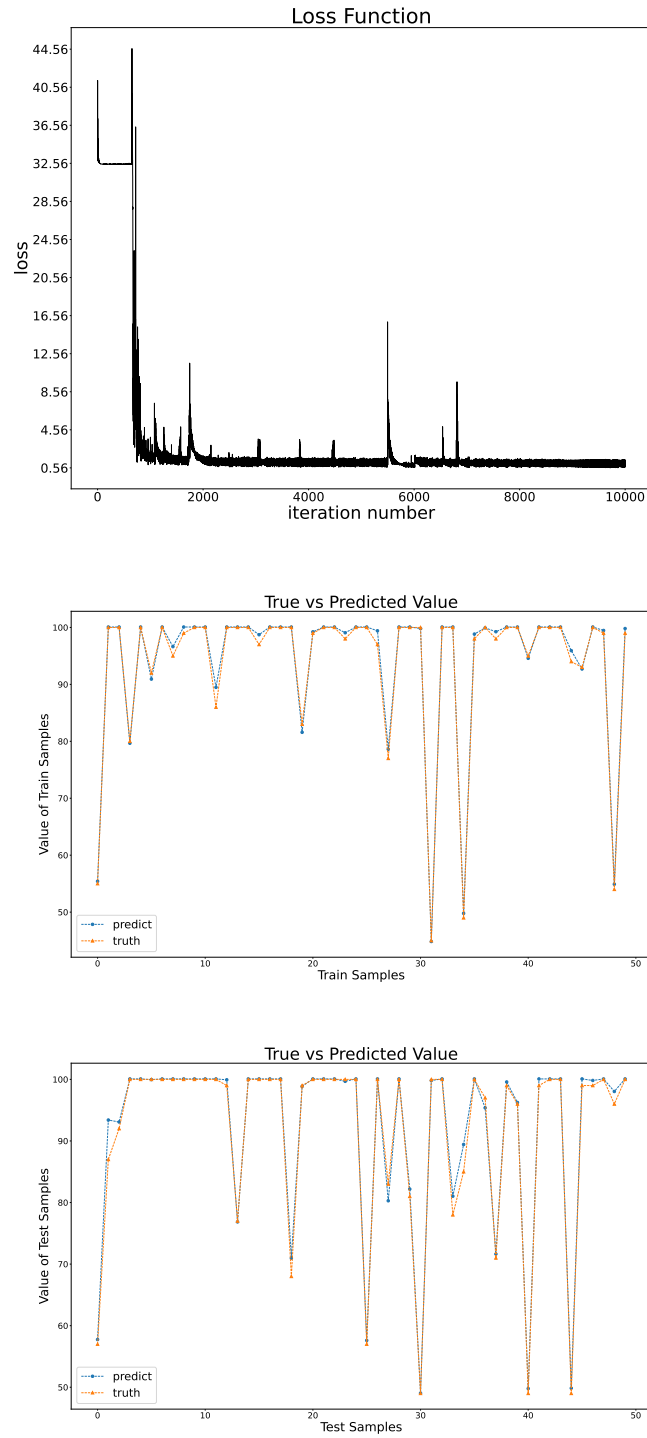 Loss Function
44.56
40.56
36.56
32.56
28.56
24.56
20.56
16.56
12.56
8.56
4.56
0.56
loss
0 2000 4000 6000 8000 10000
iteration number
True vs Predicted Value
100
90
80
70
60
50
Value of Train Samples
predict
truth
0 10 20 30 40 50
Train Samples
True vs Predicted Value
100
90
80
70
60
50
Value of Test Samples
predict
truth
0 10 20 30 40 50
Test Samples